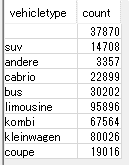 vehicletype count
37870
suv 14708
andere 3357
cabrio 22899
bus 30202
limousine 95896
kombi 67564
kleinwagen 80026
coupe 19016